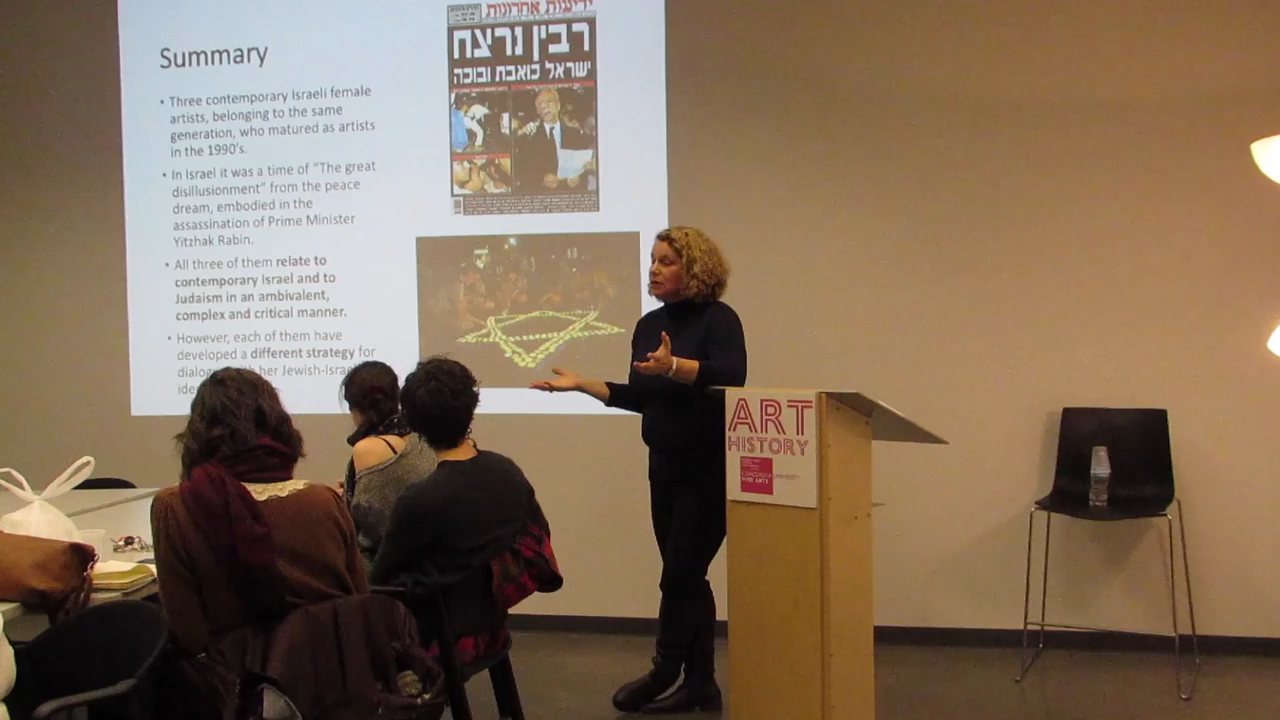 Summary
• Three contemporary Israeli female
artists, belonging to the same
generation, who matured as artists
in the 1990's.
• In Israel it was a time of "The great
disillusionment" from the peace
dream, embodied in the
assassination of Prime Minister
Yitzhak Rabin.
• All three of them relate to
contemporary Israel and to
Judaism in an ambivalent,
complex and critical manner.
• However, each of them have
developed a different strategy for
her Jewish-Israeli
ידיעות אחרונות
רבין נרצח
ישראל כואבת ובוכה
ART
HISTORY
CONCORDIA UNIVERSITY
FINE ARTS